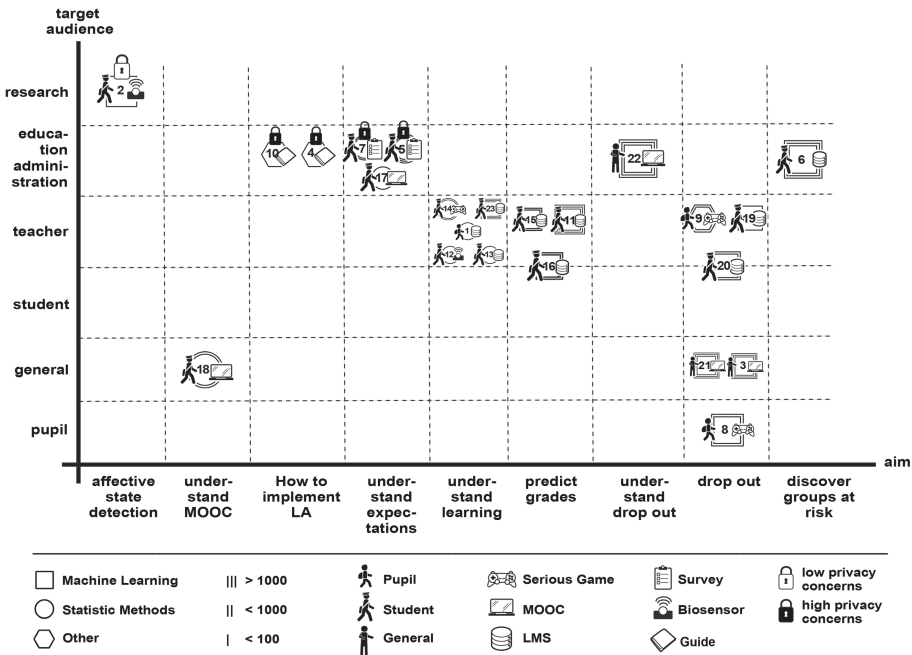 target
audience
research
2
educa-
tion
admini-
stration
10
4
7
5
17
22
6
teacher
14
23
1
12
13
15
11
16
9
19
20
student
general
18
21
3
pupil
8
aim
affective
state
detection
under-
stand
MOOC
How to
implement
LA
under-
stand
expec-
tations
under-
stand
learning
predict
grades
under-
stand
drop out
drop out
discover
groups at
risk
Machine Learning
||| > 1000
Pupil
Serious Game
Survey
low privacy
concerns
Statistic Methods
|| < 1000
Student
MOOC
Biosensor
high privacy
concerns
Other
| < 100
General
LMS
Guide